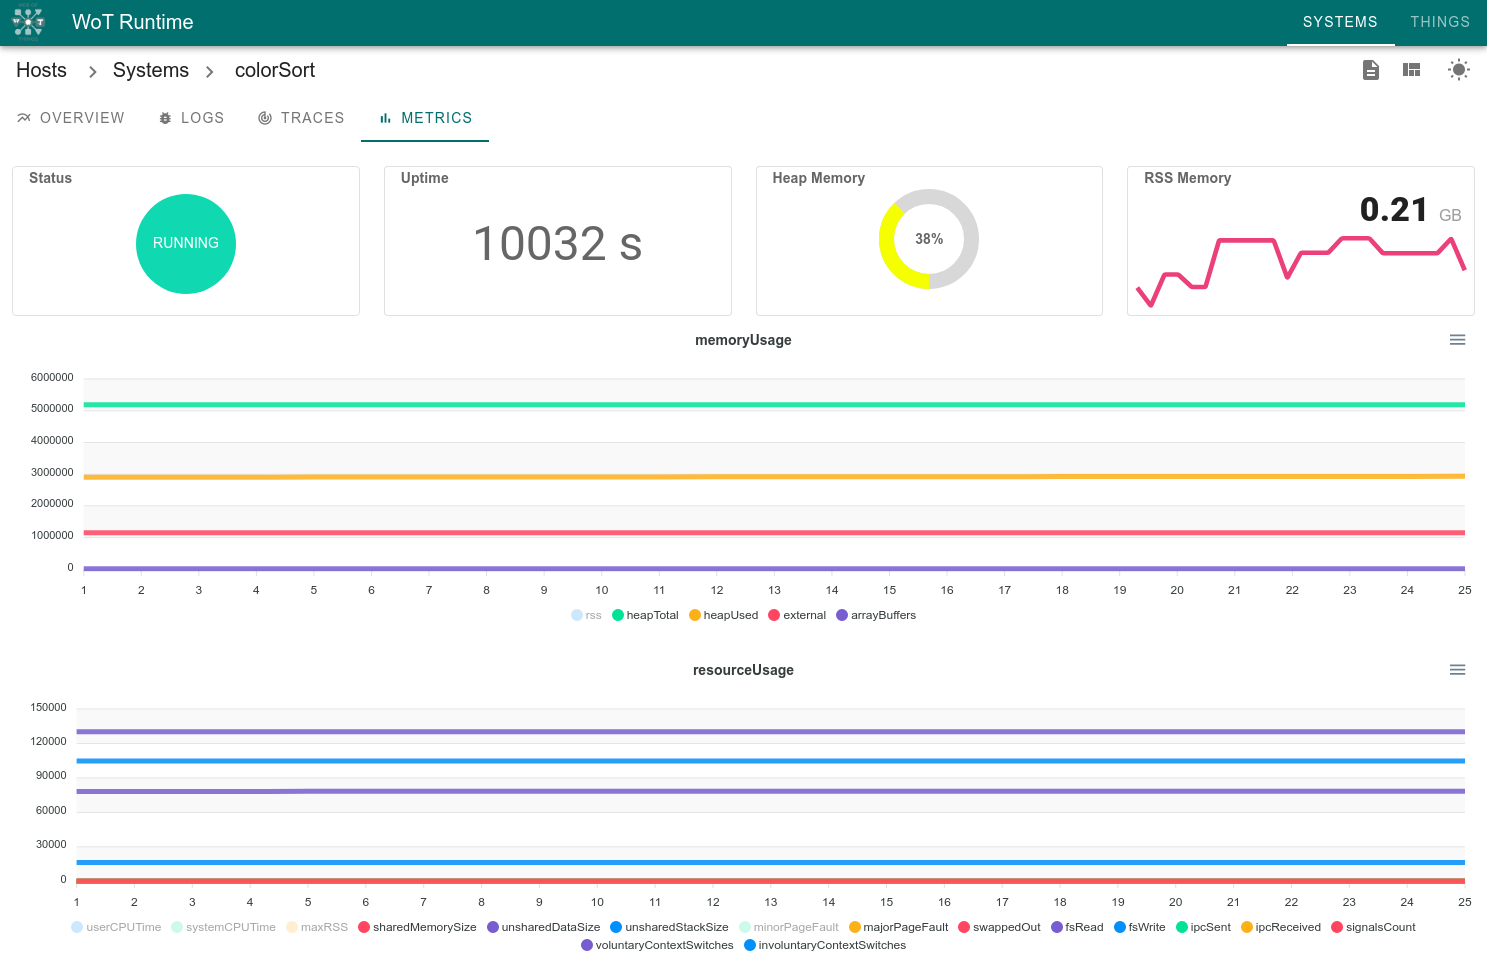 WoT Runtime
SYSTEMS THINGS
Hosts Systems colorSort
OVERVIEW LOGS TRACES METRICS
Status
RUNNING
Uptime
10032 s
Heap Memory
38%
RSS Memory
0.21 GB
memoryUsage
6000000
5000000
4000000
3000000
2000000
1000000
0
1 2 3 4 5 6 7 8 9 10 11 12 13 14 15 16 17 18 19 20 21 22 23 24 25
rss heapTotal heapUsed external arrayBuffers
resourceUsage
150000
120000
90000
60000
30000
0
1 2 3 4 5 6 7 8 9 10 11 12 13 14 15 16 17 18 19 20 21 22 23 24 25
userCPUTime systemCPUTime maxRSS sharedMemorySize unsharedDataSize unsharedStackSize minorPageFault majorPageFault swappedOut fsRead fsWrite ipcSent ipcReceived signalsCount
voluntaryContextSwitches involuntaryContextSwitches